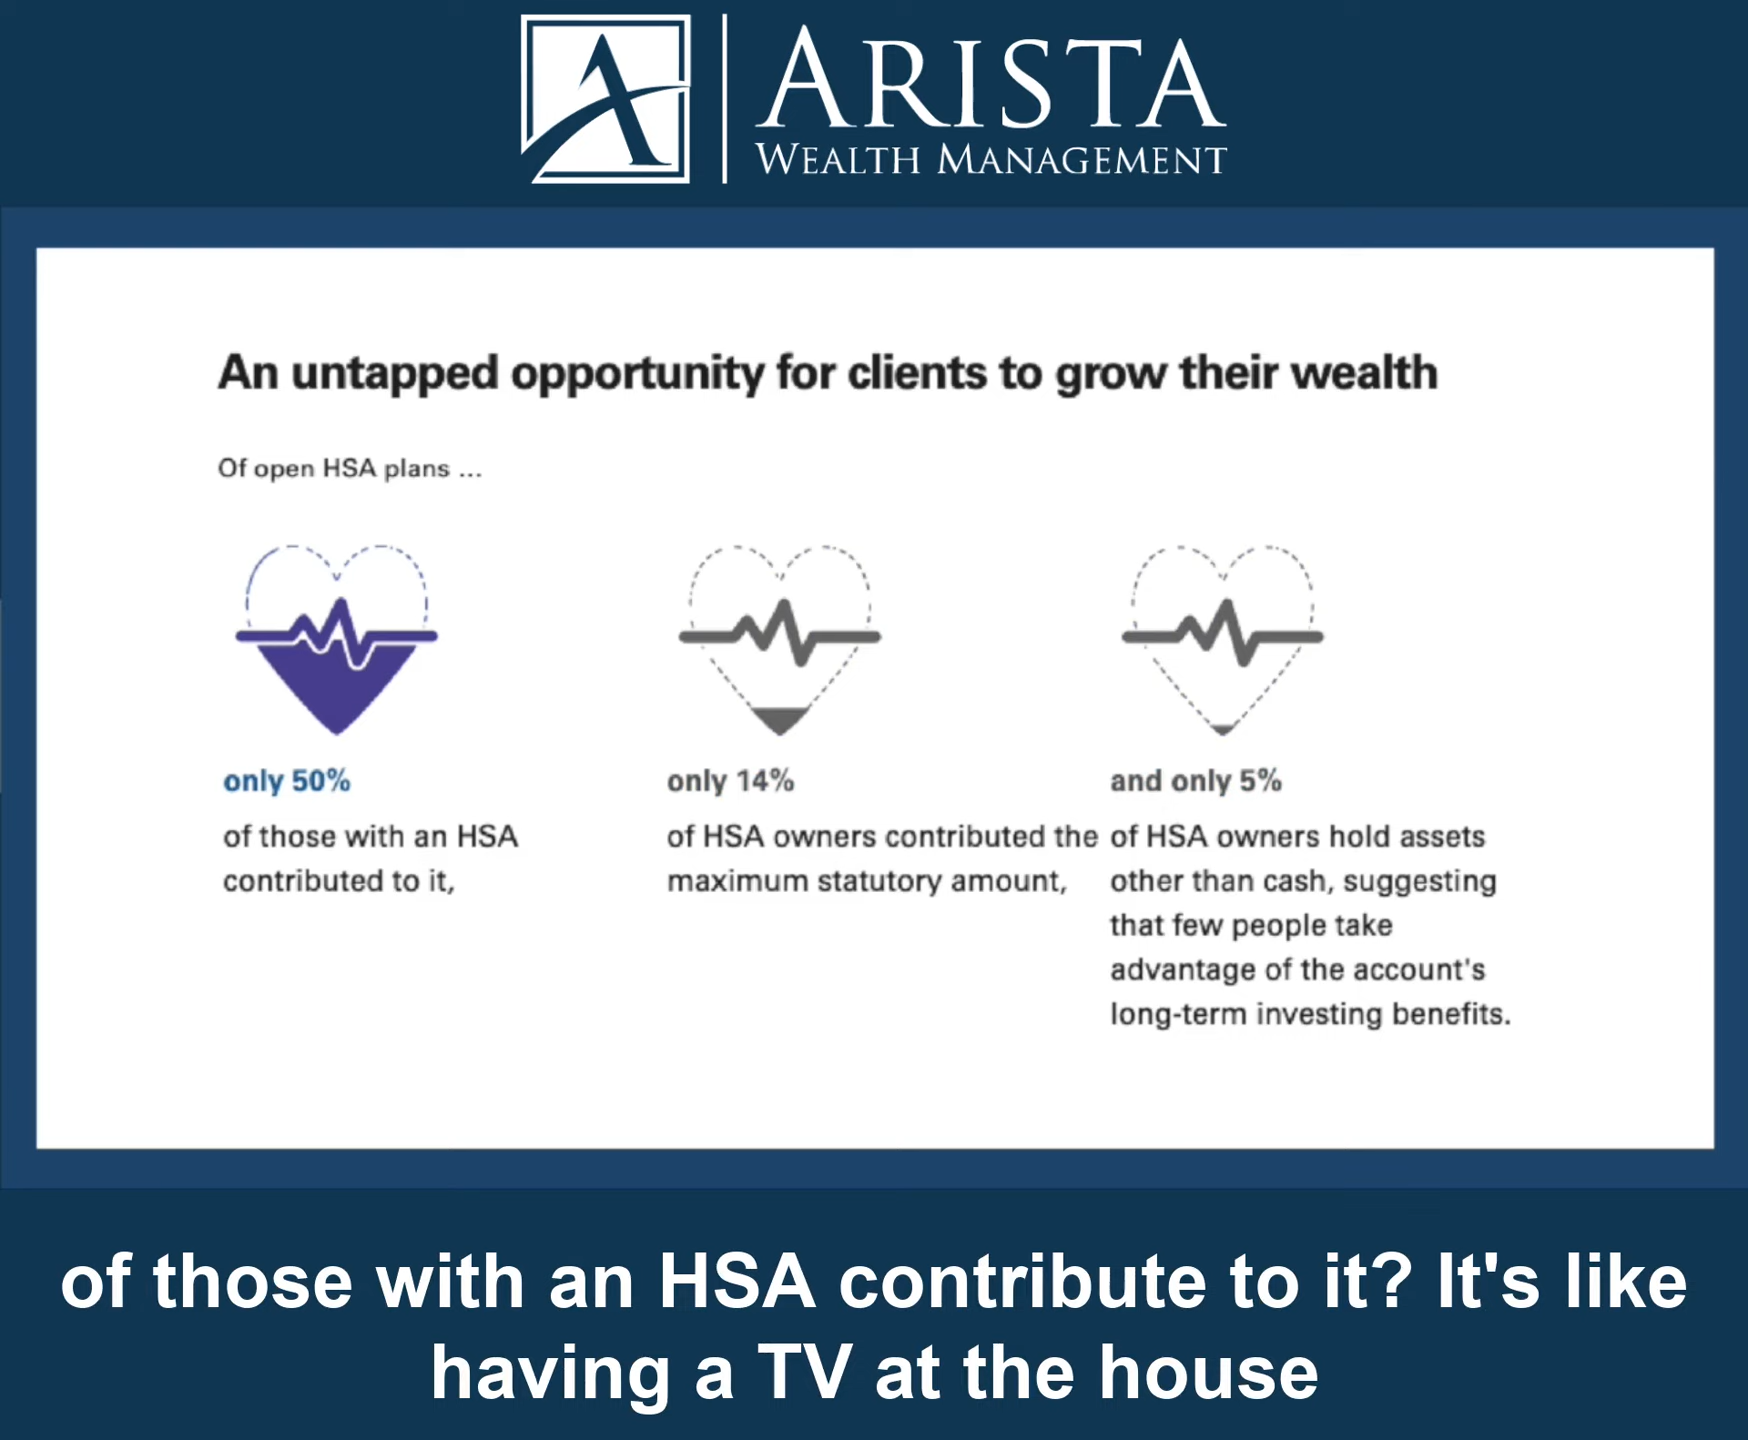 ARISTA
WEALTH MANAGEMENT
An untapped opportunity for clients to grow their wealth
Of open HSA plans ...
only 50%
of those with an HSA
contributed to it,
only 14%
of HSA owners contributed the
maximum statutory amount,
and only 5%
of HSA owners hold assets
other than cash, suggesting
that few people take
advantage of the account's
long-term investing benefits.
of those with an HSA contribute to it? It's like
having a TV at the house